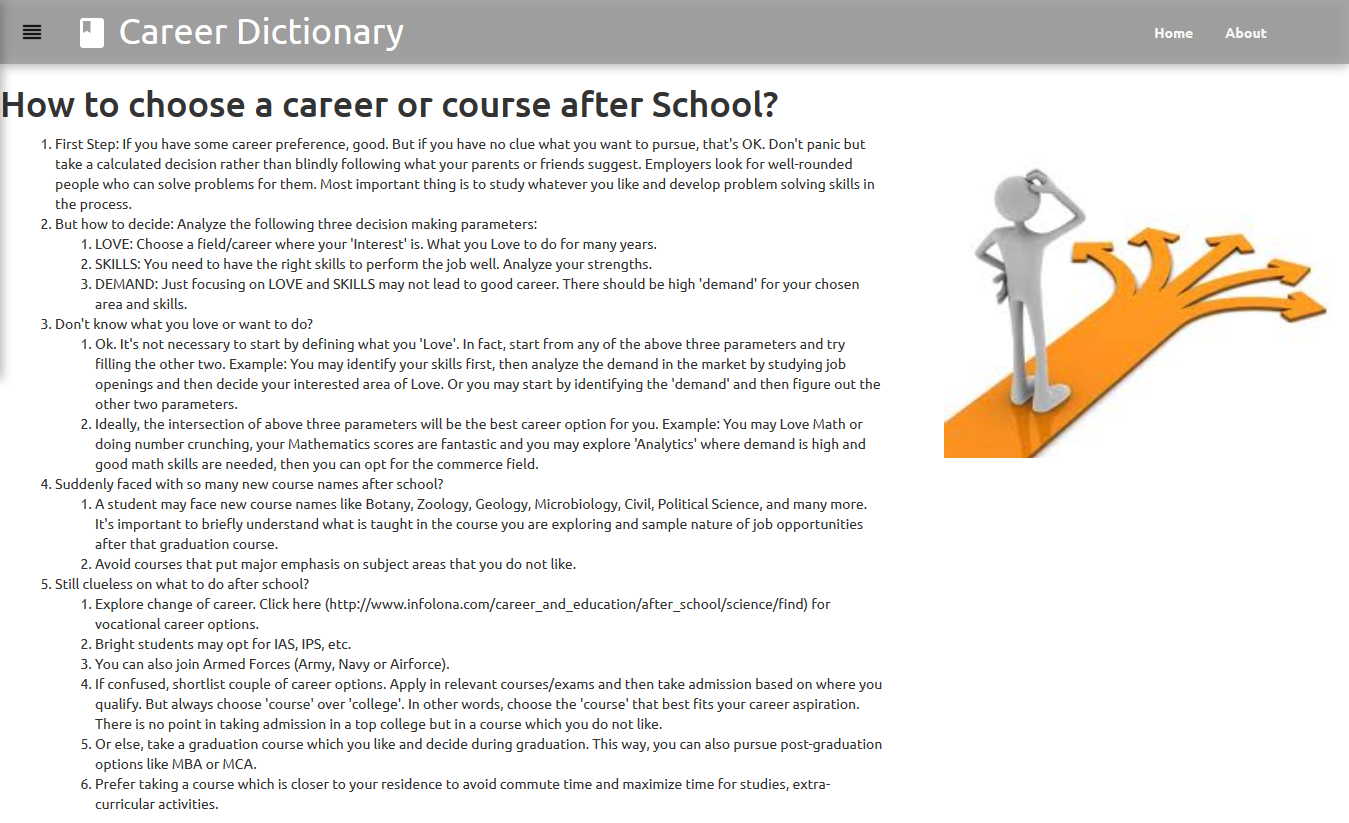 Career Dictionary
Home
About
How to choose a career or course after School?
1. First Step: If you have some career preference, good. But if you have no clue what you want to pursue, that's OK. Don't panic but
take a calculated decision rather than blindly following what your parents or friends suggest. Employers look for well-rounded
people who can solve problems for them. Most important thing is to study whatever you like and develop problem solving skills in
the process.
2. But how to decide: Analyze the following three decision making parameters:
1. LOVE: Choose a field/career where your 'Interest' is. What you Love to do for many years.
2. SKILLS: You need to have the right skills to perform the job well. Analyze your strengths.
3. DEMAND: Just focusing on LOVE and SKILLS may not lead to good career. There should be high 'demand' for your chosen
area and skills.
3. Don't know what you love or want to do?
1. Ok. It's not necessary to start by defining what you 'Love'. In fact, start from any of the above three parameters and try
filling the other two. Example: You may identify your skills first, then analyze the demand in the market by studying job
openings and then decide your interested area of Love. Or you may start by identifying the 'demand' and then figure out the
other two parameters.
2. Ideally, the intersection of above three parameters will be the best career option for you. Example: You may Love Math or
doing number crunching, your Mathematics scores are fantastic and you may explore 'Analytics' where demand is high and
good math skills are needed, then you can opt for the commerce field.
4. Suddenly faced with so many new course names after school?
1. A student may face new course names like Botany, Zoology, Geology, Microbiology, Civil, Political Science, and many more.
It's important to briefly understand what is taught in the course you are exploring and sample nature of job opportunities
after that graduation course.
2. Avoid courses that put major emphasis on subject areas that you do not like.
5. Still clueless on what to do after school?
1. Explore change of career. Click here (http://www.infolona.com/career_and_education/after_school/science/find) for
vocational career options.
2. Bright students may opt for IAS, IPS, etc.
3. You can also join Armed Forces (Army, Navy or Airforce).
4. If confused, shortlist couple of career options. Apply in relevant courses/exams and then take admission based on where you
qualify. But always choose 'course' over 'college'. In other words, choose the 'course' that best fits your career aspiration.
There is no point in taking admission in a top college but in a course which you do not like.
5. Or else, take a graduation course which you like and decide during graduation. This way, you can also pursue post-graduation
options like MBA or MCA.
6. Prefer taking a course which is closer to your residence to avoid commute time and maximize time for studies, extra-
curricular activities.